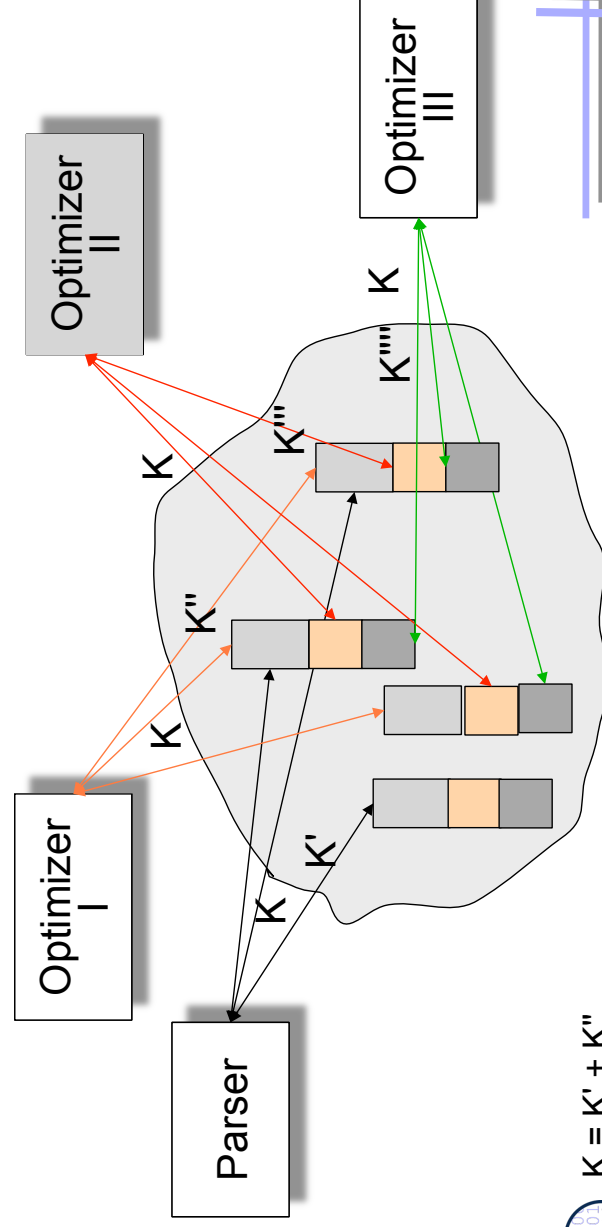 Optimizer
II
Optimizer
I
Optimizer
III
Parser
K
K'''
K''
K
K
K''''
K'
K
K = K' + K''